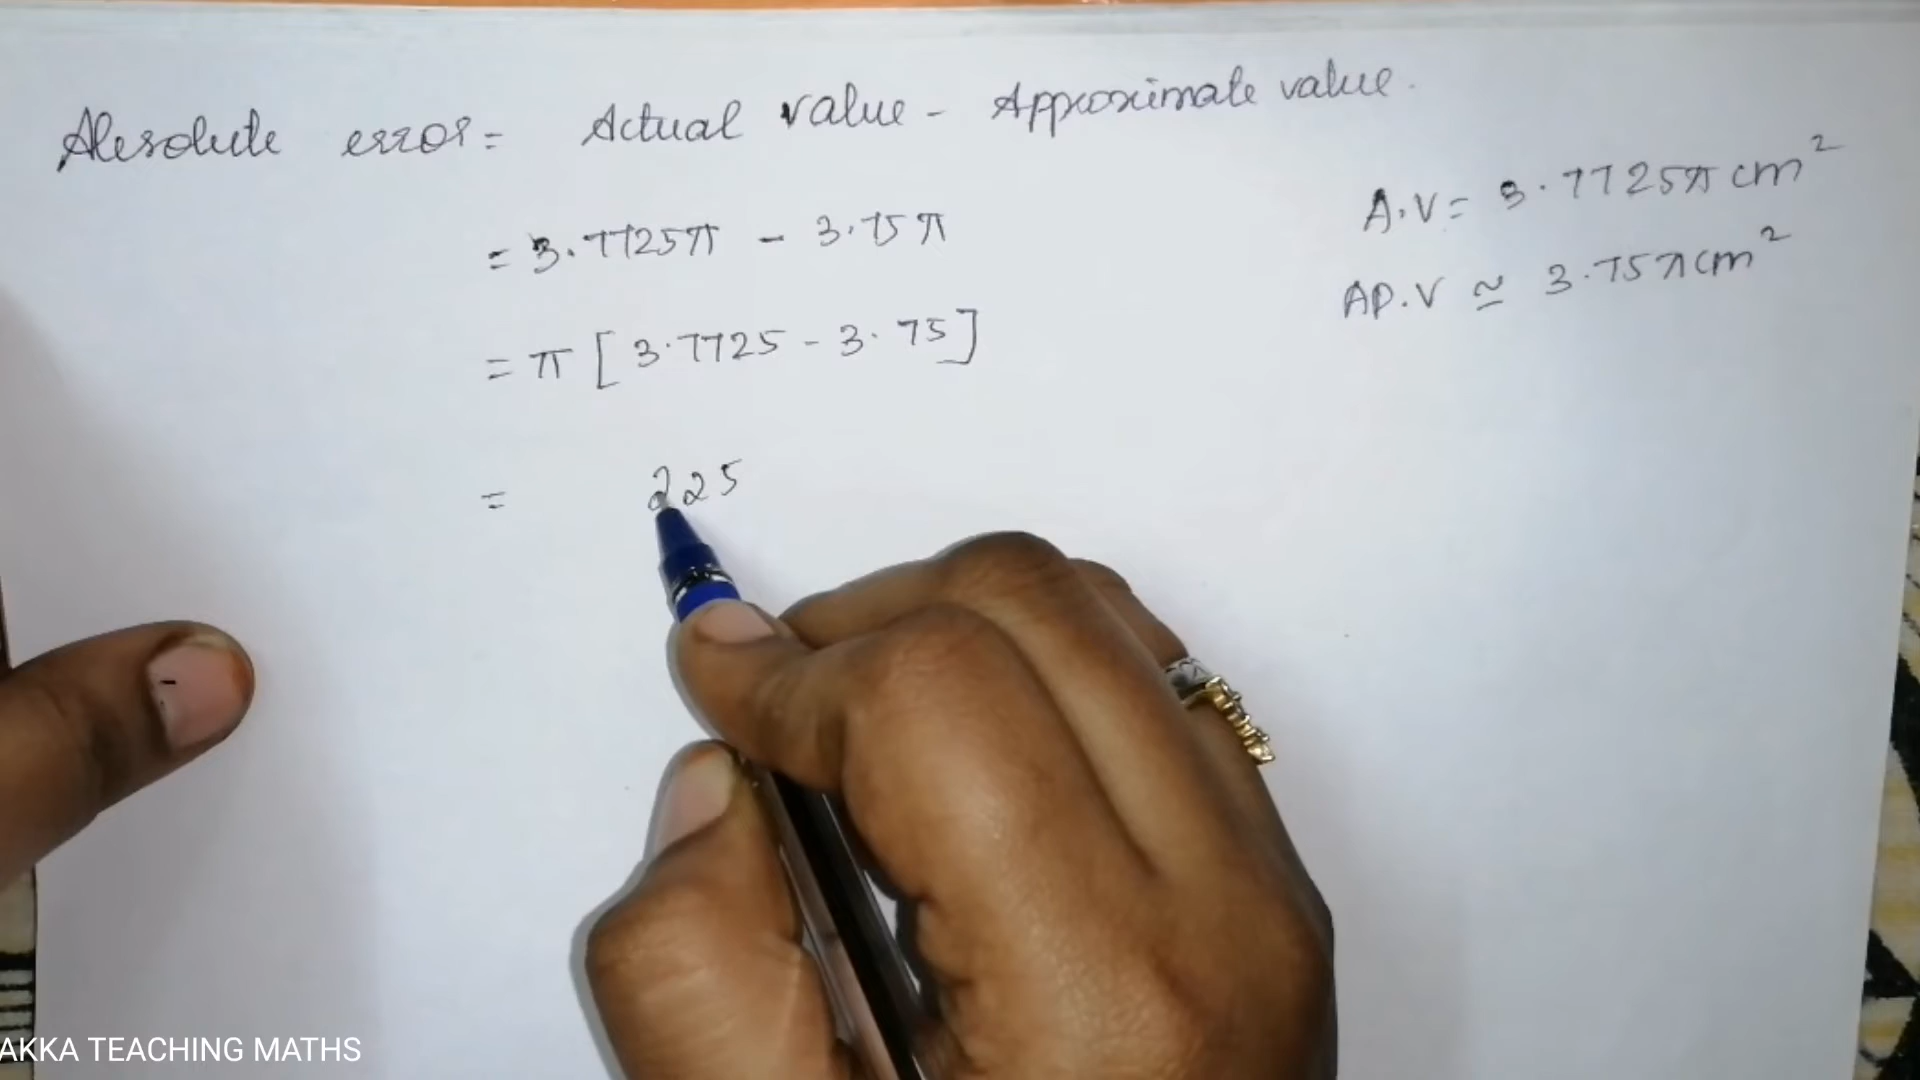 Absolute error = Actual value - Approximate value.
A.V = 3.7725π cm²
= 3.7725π - 3.75π
AP.V ≃ 3.75π cm²
= π [3.7725 - 3.75]
= 225
AKKA TEACHING MATHS